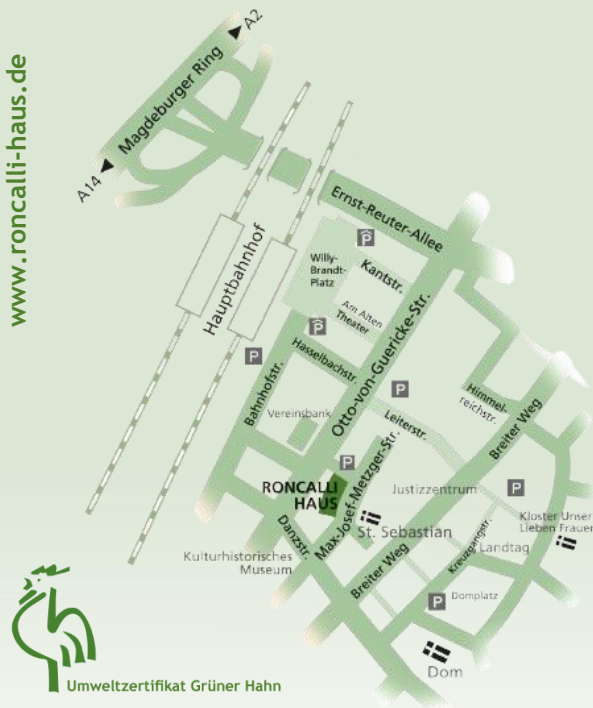 www.roncalli-haus.de
A2
Magdeburger Ring
A14
Ernst-Reuter-Allee
Hauptbahnhof
P
Willy-
Brandt-
Platz
Kantstr.
Am Alten
Theater
P
Otto-von-Guericke-Str.
Hasselbachstr.
P
Bahnhofstr.
P
Himmel-
reichstr.
Vereinsbank
Leiterstr.
Breiter Weg
P
Max-Josef-Metzger-Str.
RONCALLI
HAUS
Justizzentrum
P
Kloster Unser
Lieben Frauen
Danzstr.
St. Sebastian
Kreuzgangstr.
Landtag
Kulturhistorisches
Museum
Breiter Weg
P
Domplatz
Dom
Umweltzertifikat Grüner Hahn